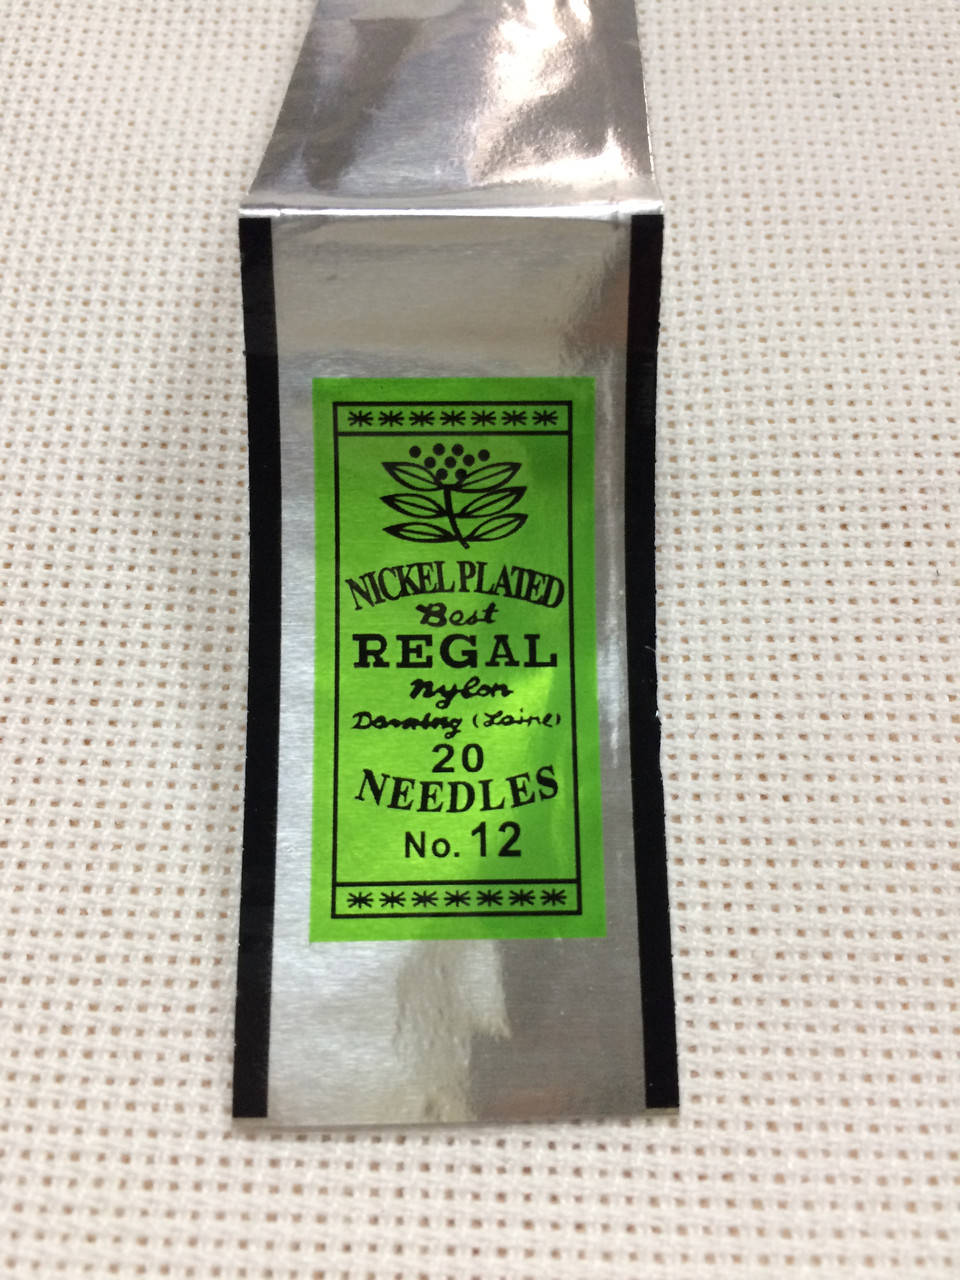 NICKEL PLATED
Best
REGAL
Nylon
Darning (Laine)
20
NEEDLES
No. 12